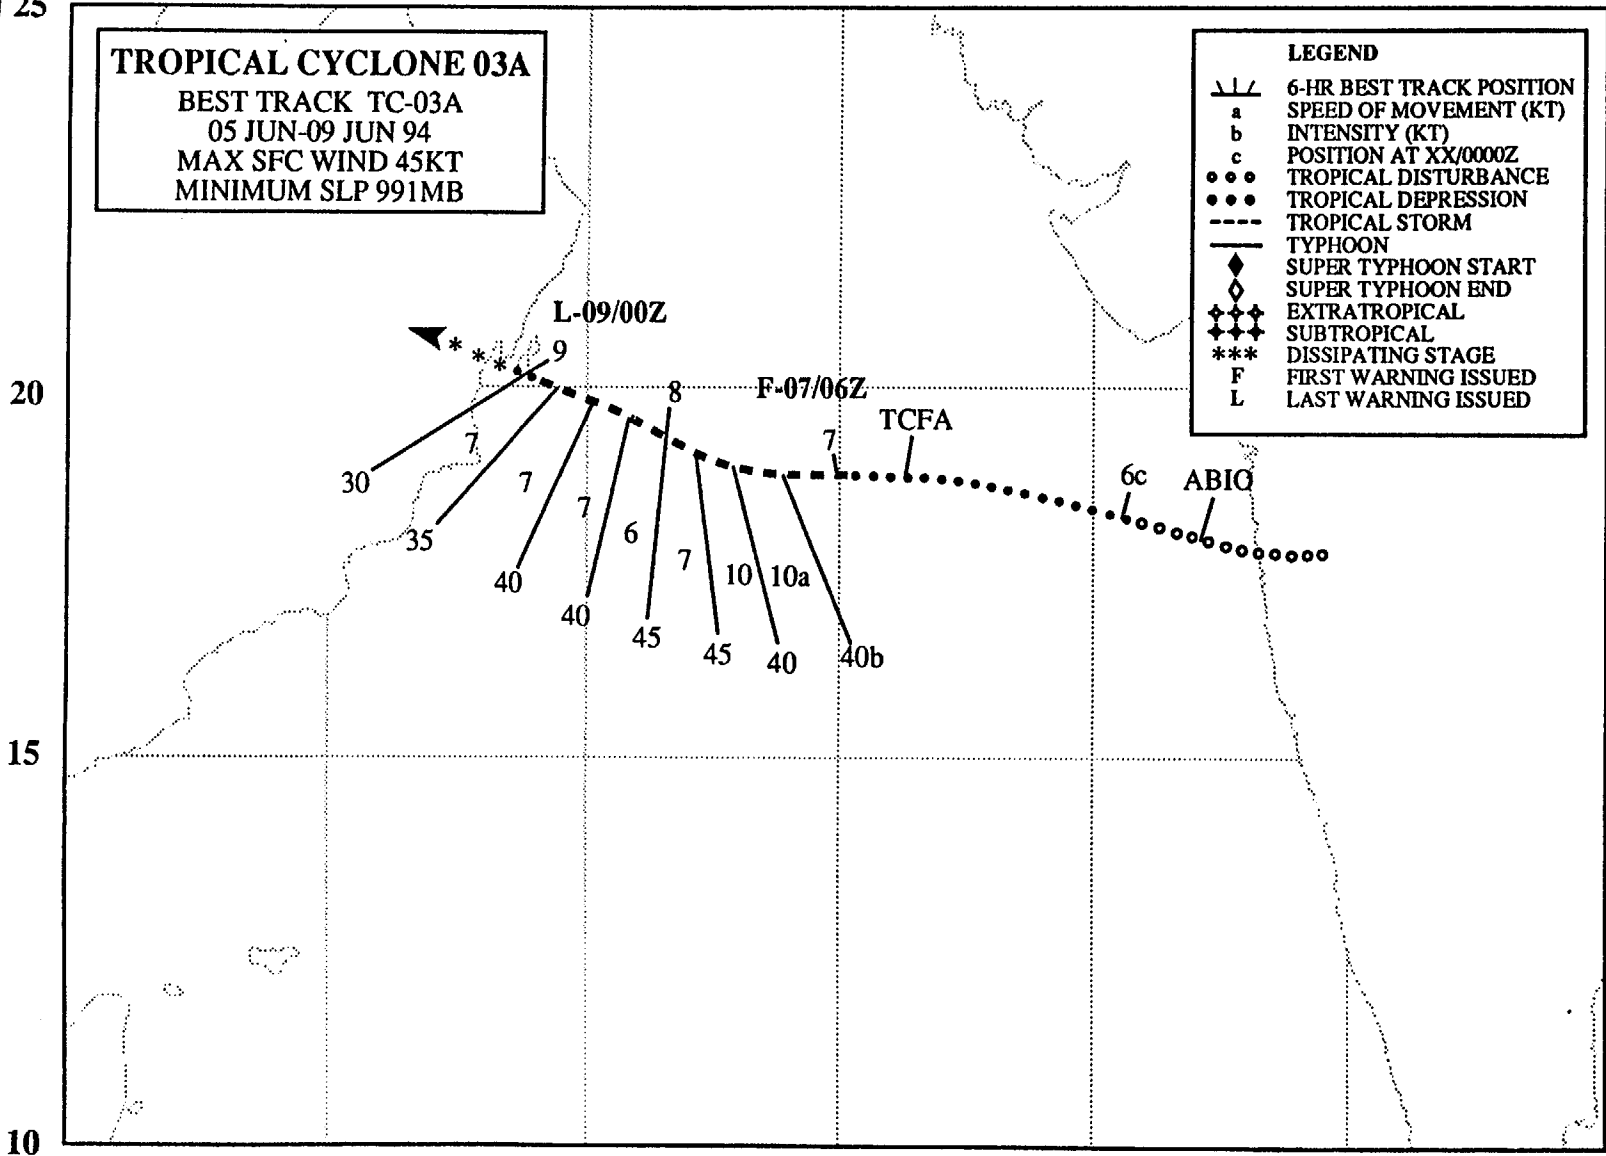 25
TROPICAL CYCLONE 03A
BEST TRACK TC-03A
05 JUN-09 JUN 94
MAX SFC WIND 45KT
MINIMUM SLP 991MB
LEGEND
6-HR BEST TRACK POSITION
a SPEED OF MOVEMENT (KT)
b INTENSITY (KT)
c POSITION AT XX/0000Z
TROPICAL DISTURBANCE
TROPICAL DEPRESSION
TROPICAL STORM
TYPHOON
SUPER TYPHOON START
SUPER TYPHOON END
EXTRATROPICAL
SUBTROPICAL
*** DISSIPATING STAGE
F FIRST WARNING ISSUED
L LAST WARNING ISSUED
L-09/00Z
9
20
8
F-07/06Z
TCFA
7
6c
ABIO
7
30
7
35
7
40
6
40
7
45
10
45
10a
40
40b
15
10